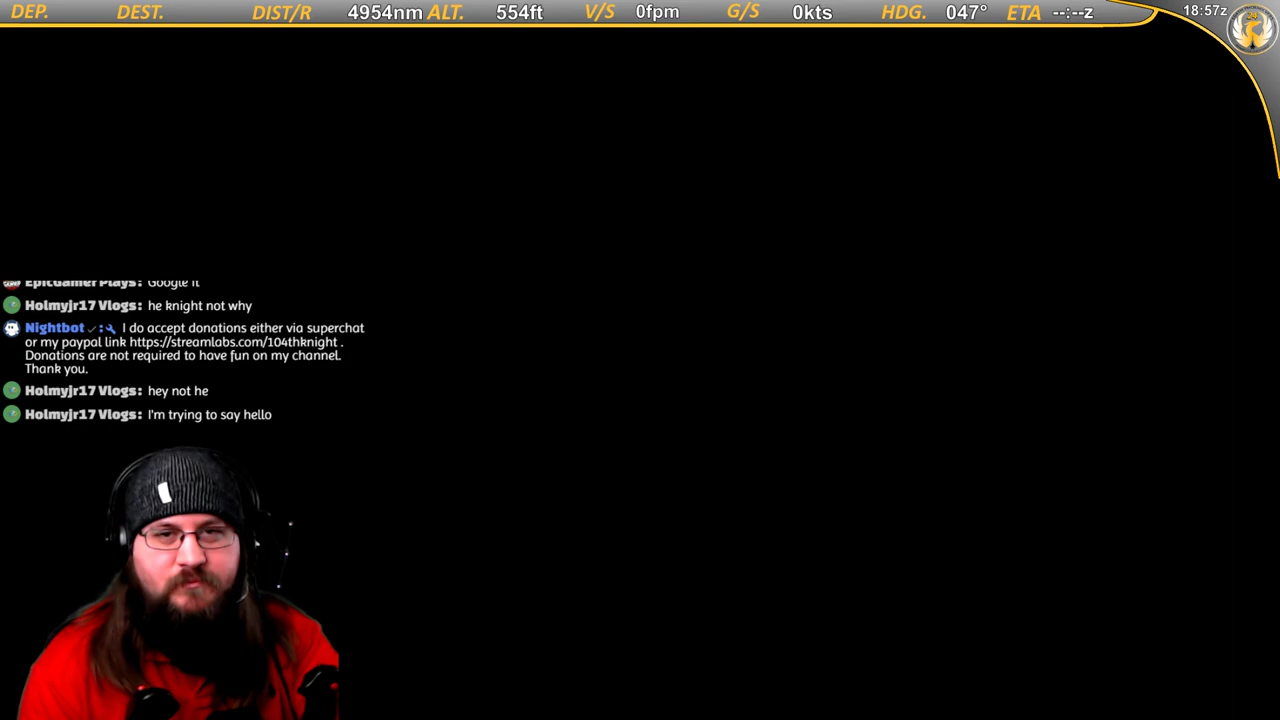 DEP. DEST. DIST/R 4954nm ALT. 554ft V/S 0fpm G/S 0kts HDG. 047° ETA --:--z 18:57z
24
EpicGamer Plays: Google it
Holmyjr17 Vlogs: he knight not why
Nightbot ✓:🔧 I do accept donations either via superchat
or my paypal link https://streamlabs.com/104thknight .
Donations are not required to have fun on my channel.
Thank you.
Holmyjr17 Vlogs: hey not he
Holmyjr17 Vlogs: I'm trying to say hello